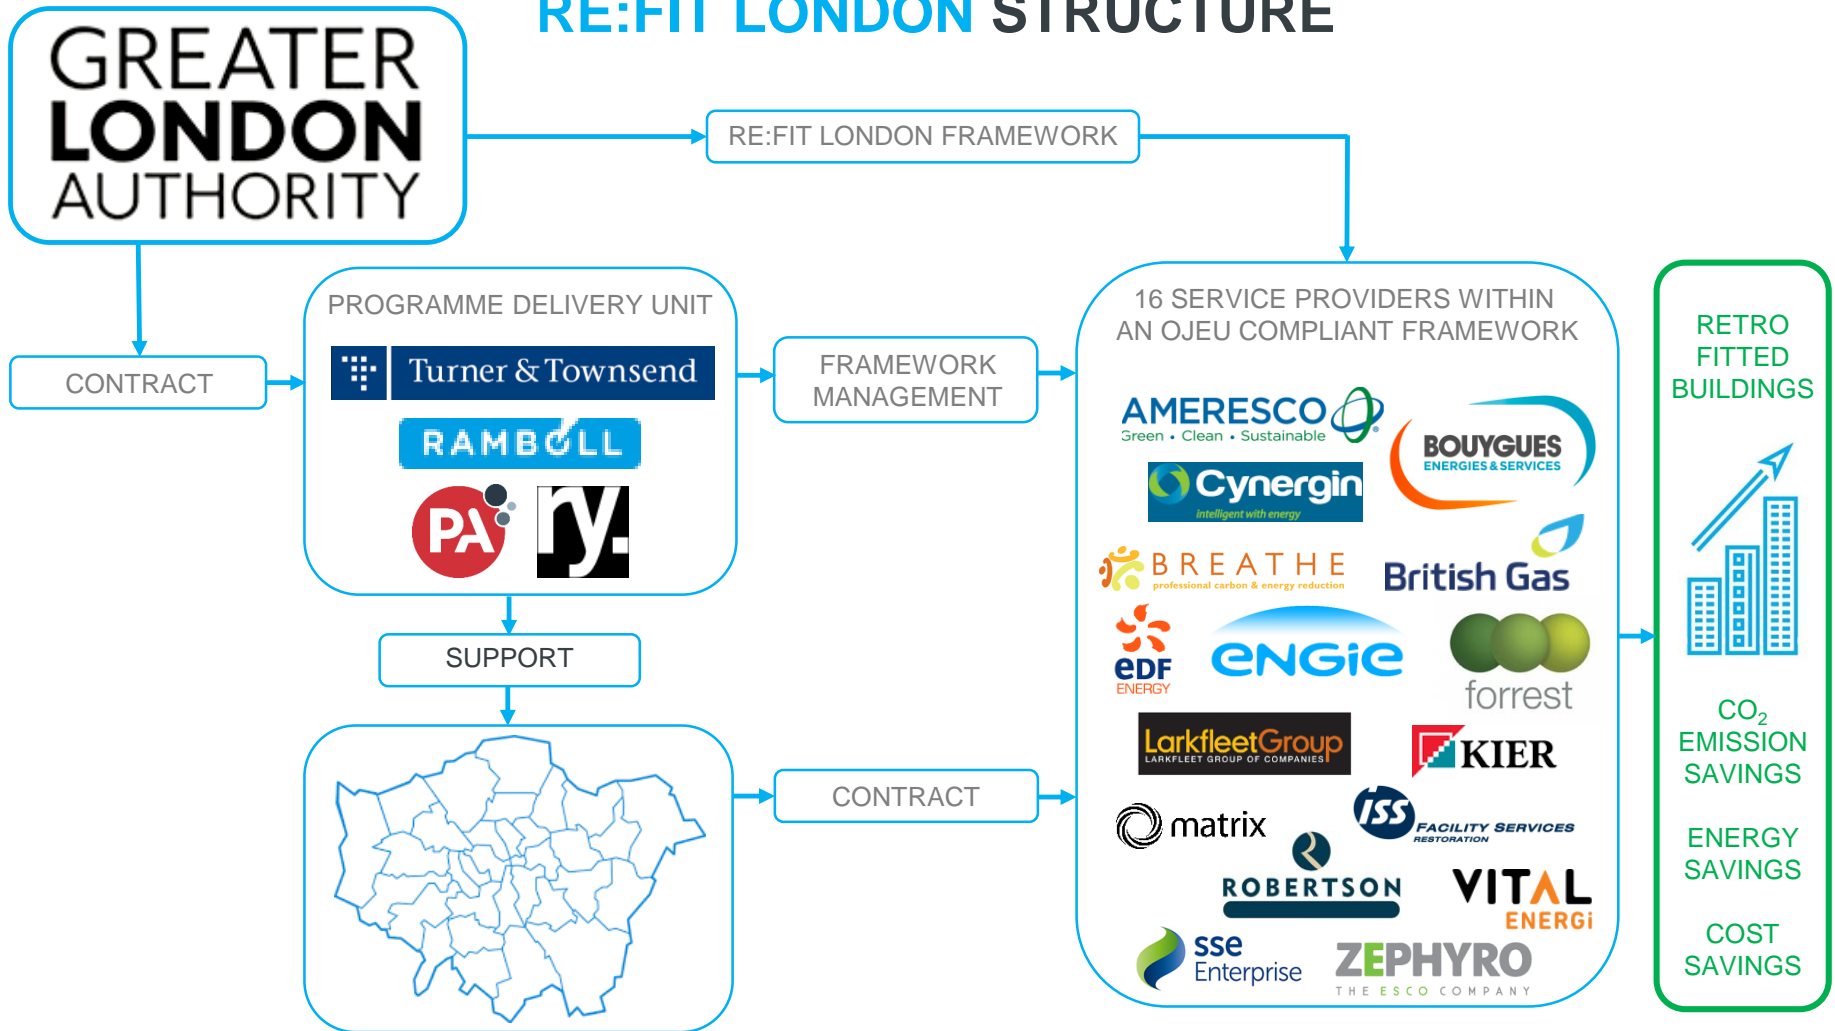 RE:FIT LONDON STRUCTURE
GREATER
LONDON
AUTHORITY
RE:FIT LONDON FRAMEWORK
CONTRACT
PROGRAMME DELIVERY UNIT
Turner & Townsend
RAMBOLL
PA
ry.
FRAMEWORK
MANAGEMENT
SUPPORT
CONTRACT
16 SERVICE PROVIDERS WITHIN
AN OJEU COMPLIANT FRAMEWORK
AMERESCO
Green • Clean • Sustainable
BOUYGUES
ENERGIES & SERVICES
Cynergin
intelligent with energy
BREATHE
professional carbon & energy reduction
British Gas
eDF
ENERGY
eNGie
forrest
LarkfleetGroup
LARKFLEET GROUP OF COMPANIES
KIER
matrix
ISS
FACILITY SERVICES
RESTORATION
ROBERTSON
VITAL
ENERGi
sse
Enterprise
ZEPHYRO
THE ESCO COMPANY
RETRO
FITTED
BUILDINGS
CO₂
EMISSION
SAVINGS
ENERGY
SAVINGS
COST
SAVINGS